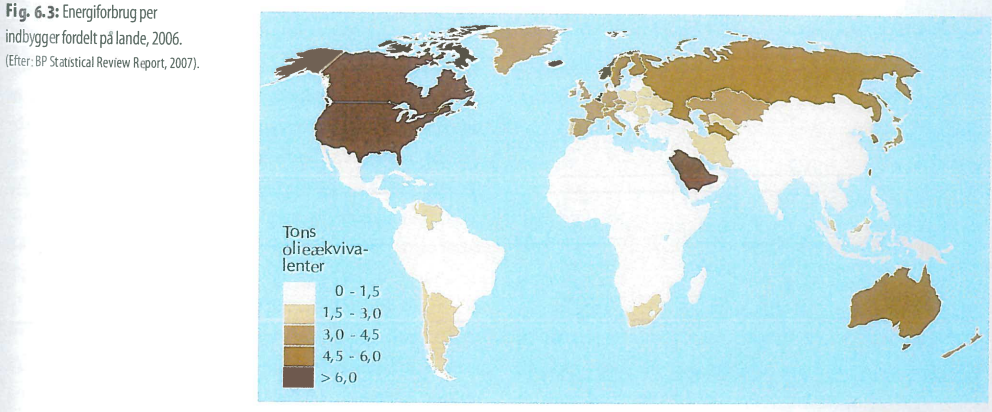 Fig. 6.3: Energiforbrug per
indbygger fordelt på lande, 2006.
(Efter: BP Statistical Review Report, 2007).
Tons
olieækviva-
lenter
0 - 1,5
1,5 - 3,0
3,0 - 4,5
4,5 - 6,0
> 6,0